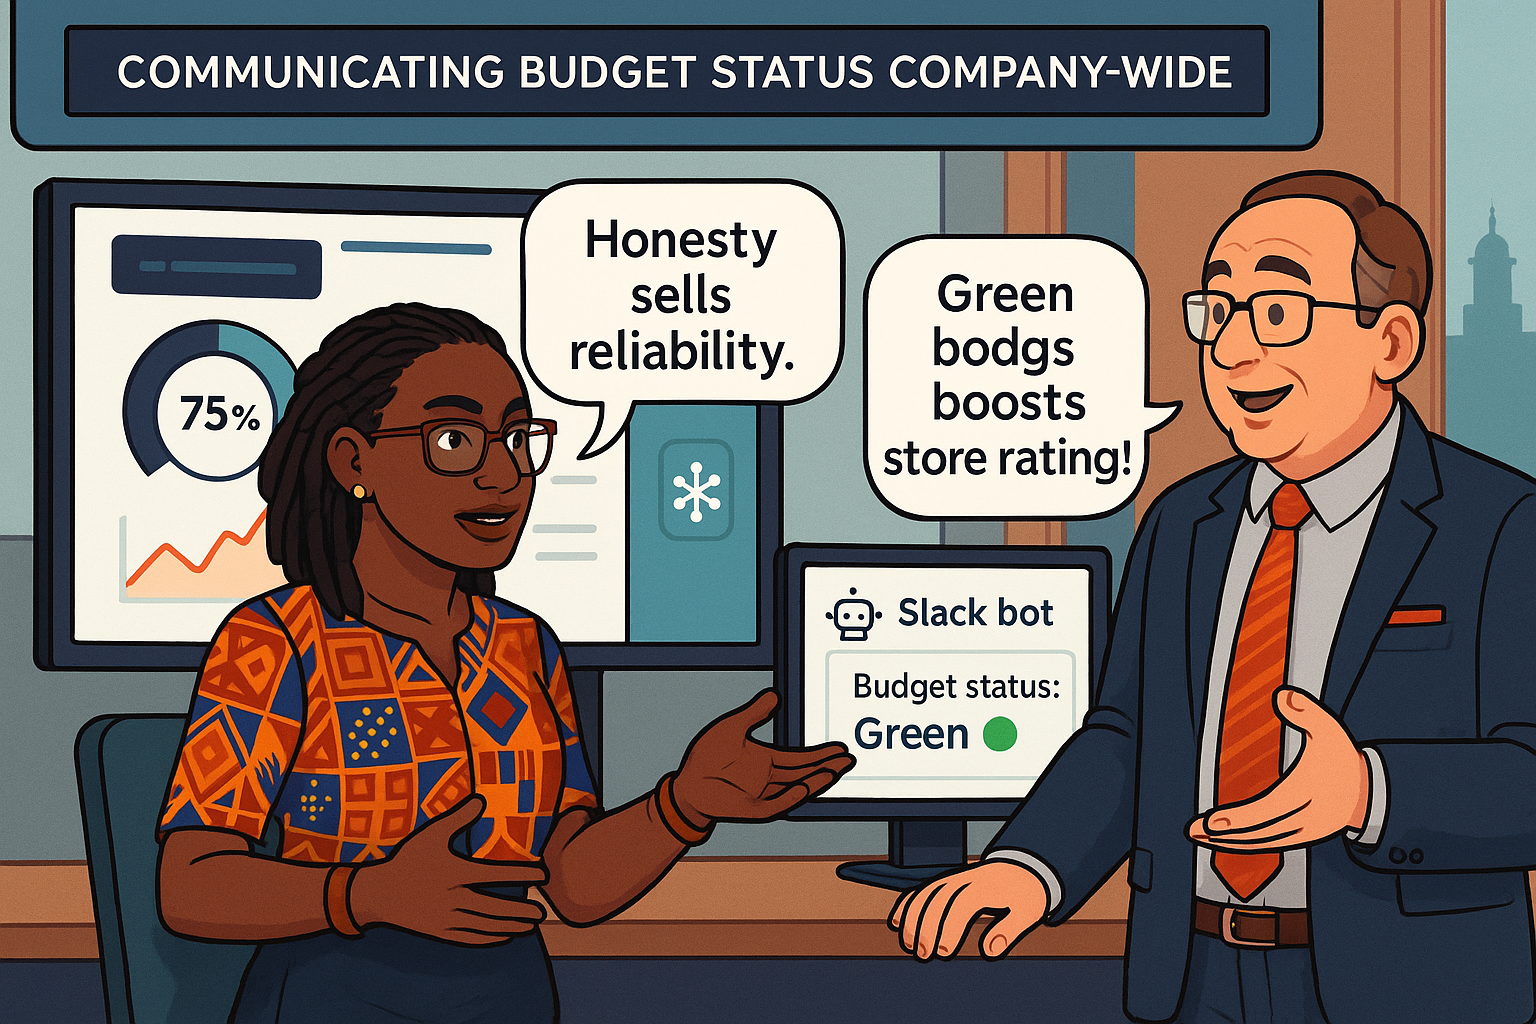 COMMUNICATING BUDGET STATUS COMPANY-WIDE
Honesty
sells
reliability.
Green
bodgs
boosts
store rating!
75%
Slack bot
Budget status:
Green